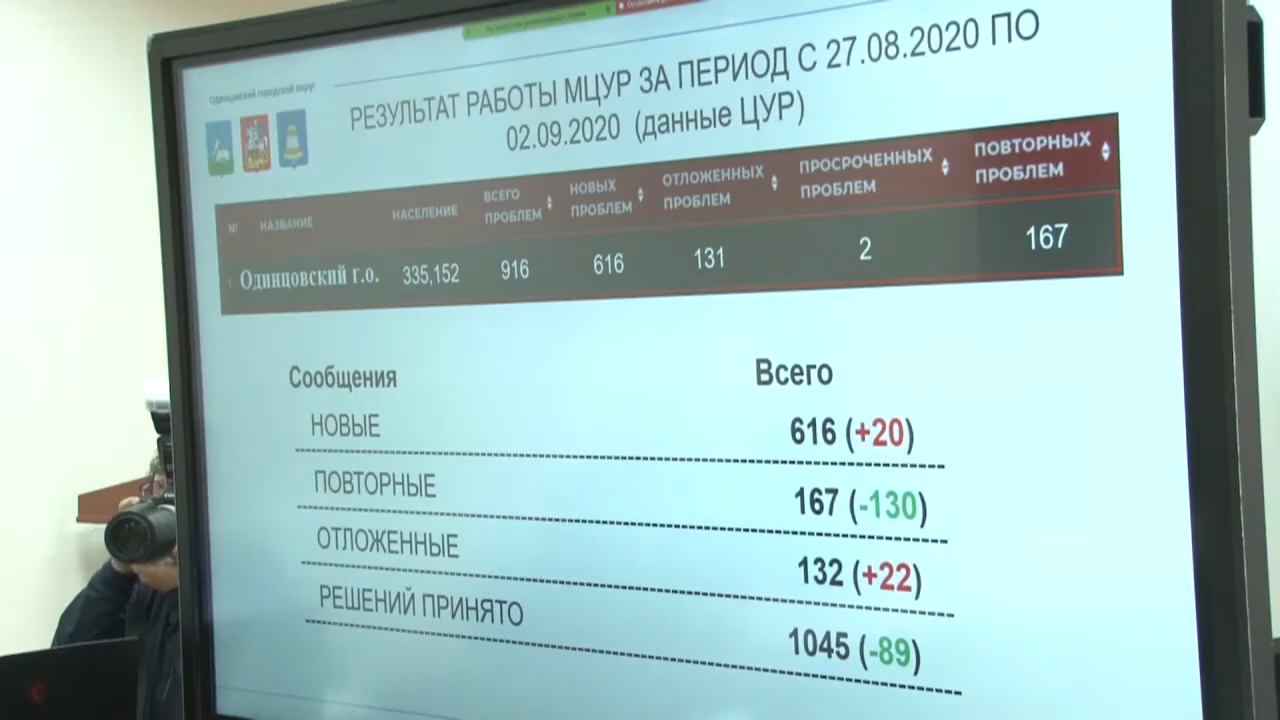 Одинцовский городской округ
РЕЗУЛЬТАТ РАБОТЫ МЦУР ЗА ПЕРИОД С 27.08.2020 ПО
02.09.2020 (данные ЦУР)
№ НАЗВАНИЕ НАСЕЛЕНИЕ ВСЕГО ПРОБЛЕМ НОВЫХ ПРОБЛЕМ ОТЛОЖЕННЫХ ПРОБЛЕМ ПРОСРОЧЕННЫХ ПРОБЛЕМ ПОВТОРНЫХ ПРОБЛЕМ
1 Одинцовский г.о. 335,152 916 616 131 2 167
Сообщения Всего
НОВЫЕ 616 (+20)
ПОВТОРНЫЕ 167 (-130)
ОТЛОЖЕННЫЕ 132 (+22)
РЕШЕНИЙ ПРИНЯТО 1045 (-89)